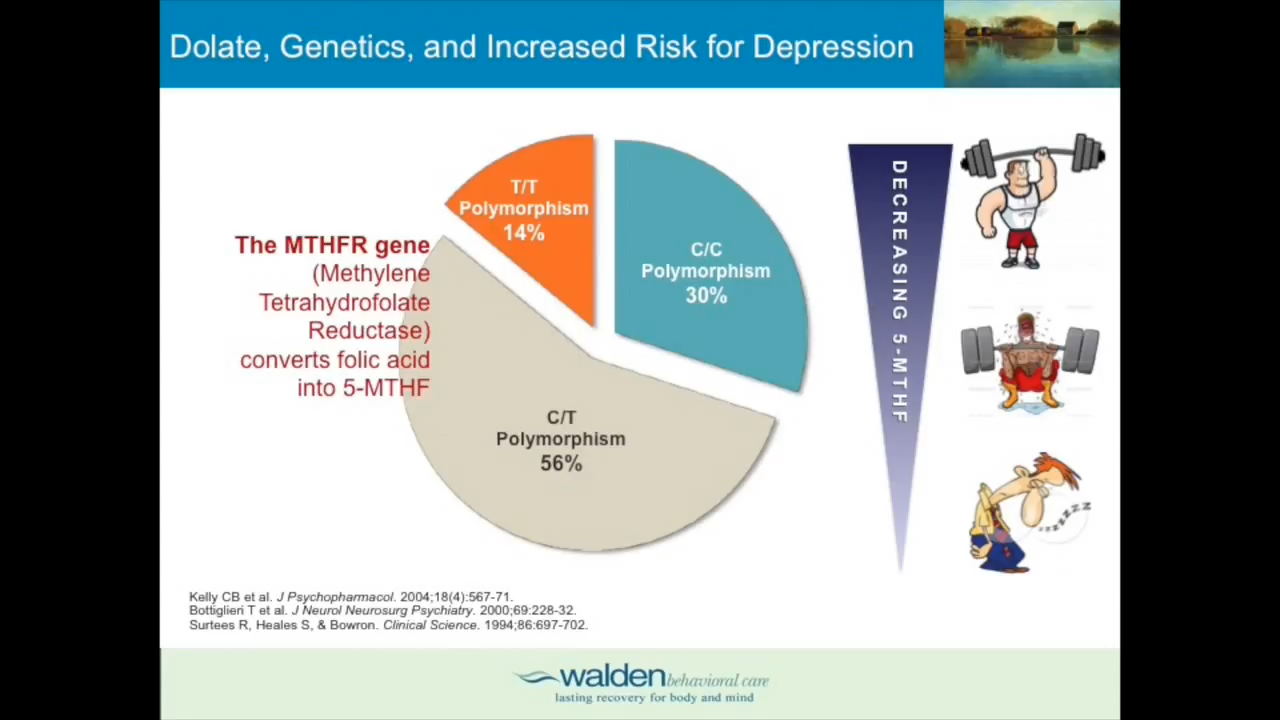 Dolate, Genetics, and Increased Risk for Depression
The MTHFR gene
(Methylene
Tetrahydrofolate
Reductase)
converts folic acid
into 5-MTHF
T/T
Polymorphism
14%
C/C
Polymorphism
30%
C/T
Polymorphism
56%
DECREASING 5-MTHF
zzzzzzz
Kelly CB et al. J Psychopharmacol. 2004;18(4):567-71.
Bottiglieri T et al. J Neurol Neurosurg Psychiatry. 2000;69:228-32.
Surtees R, Heales S, & Bowron. Clinical Science. 1994;86:697-702.
walden behavioral care
lasting recovery for body and mind